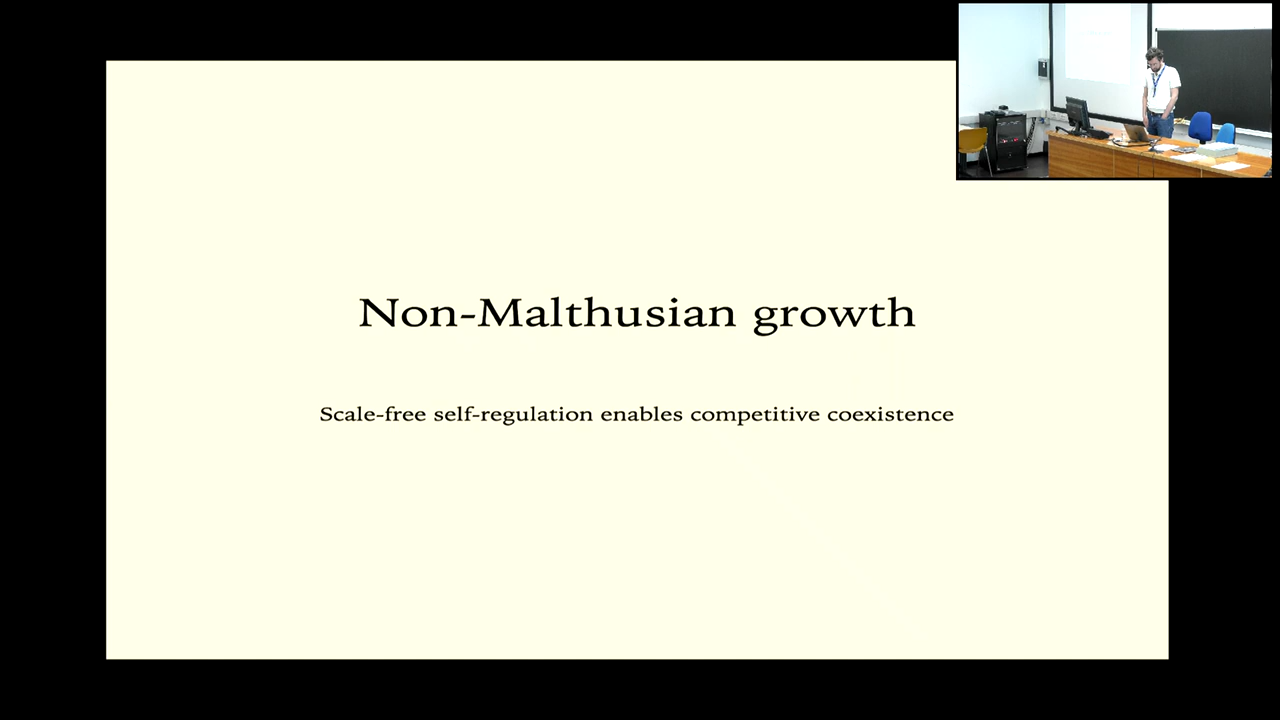 Non-Malthusian growth
Scale-free self-regulation enables competitive coexistence